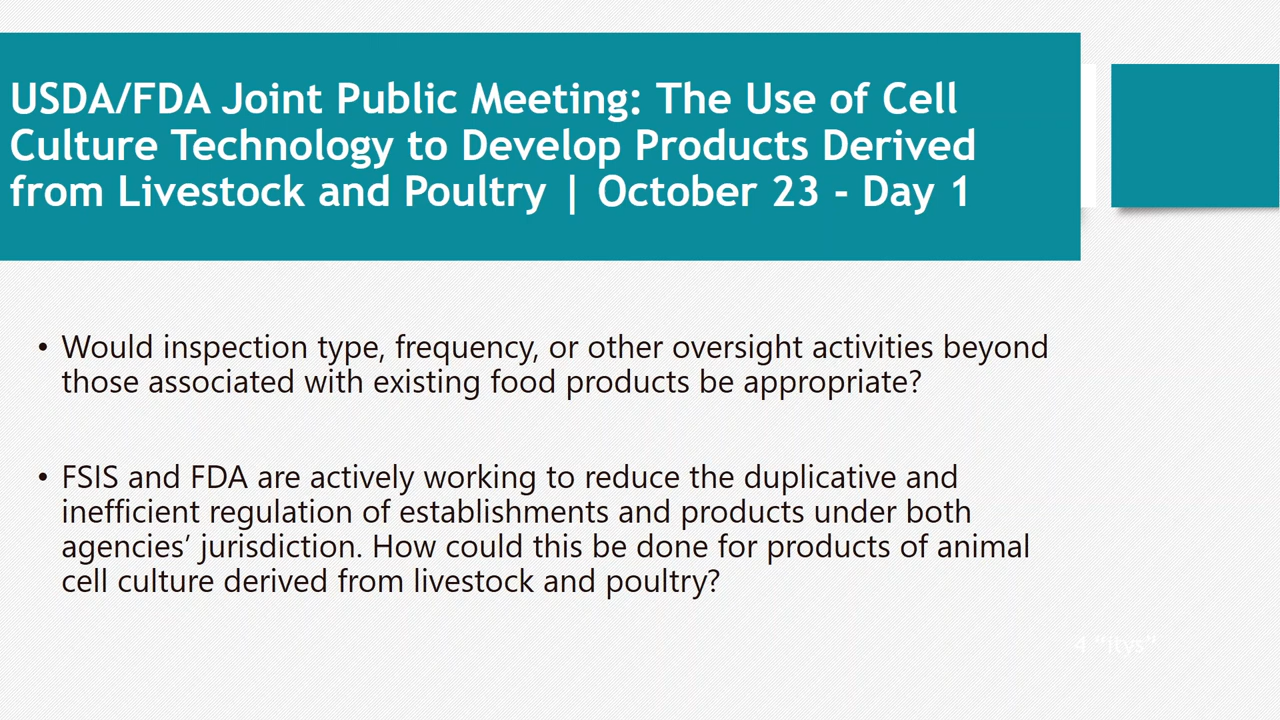 USDA/FDA Joint Public Meeting: The Use of Cell
Culture Technology to Develop Products Derived
from Livestock and Poultry | October 23 - Day 1
• Would inspection type, frequency, or other oversight activities beyond
those associated with existing food products be appropriate?
• FSIS and FDA are actively working to reduce the duplicative and
inefficient regulation of establishments and products under both
agencies’ jurisdiction. How could this be done for products of animal
cell culture derived from livestock and poultry?
4 “itys”